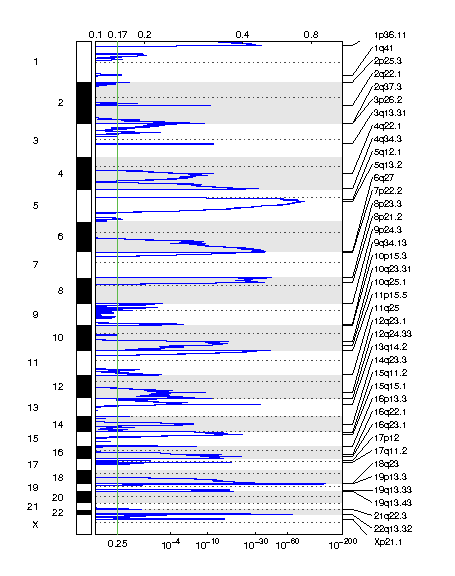 0.1 0.17 0.2 0.4 0.8
1
2
3
4
5
6
7
8
9
10
11
12
13
14
15
16
17
18
19
20
21
22
X
1p36.11
1q41
2p25.3
2q22.1
2q37.3
3p26.2
3q13.31
4q22.1
4q34.3
5q12.1
5q13.2
6q27
7p22.2
8p23.3
8p21.2
9p24.3
9q34.13
10p15.3
10q23.31
10q25.1
11p15.5
11q25
12q23.1
12q24.33
13q14.2
14q23.3
15q11.2
15q15.1
16p13.3
16q22.1
16q23.1
17p12
17q11.2
18q23
19p13.3
19q13.33
19q13.43
21q22.3
22q13.32
Xp21.1
0.25 10⁻⁴ 10⁻¹⁰ 10⁻³⁰ 10⁻⁶⁰ 10⁻²⁰⁰